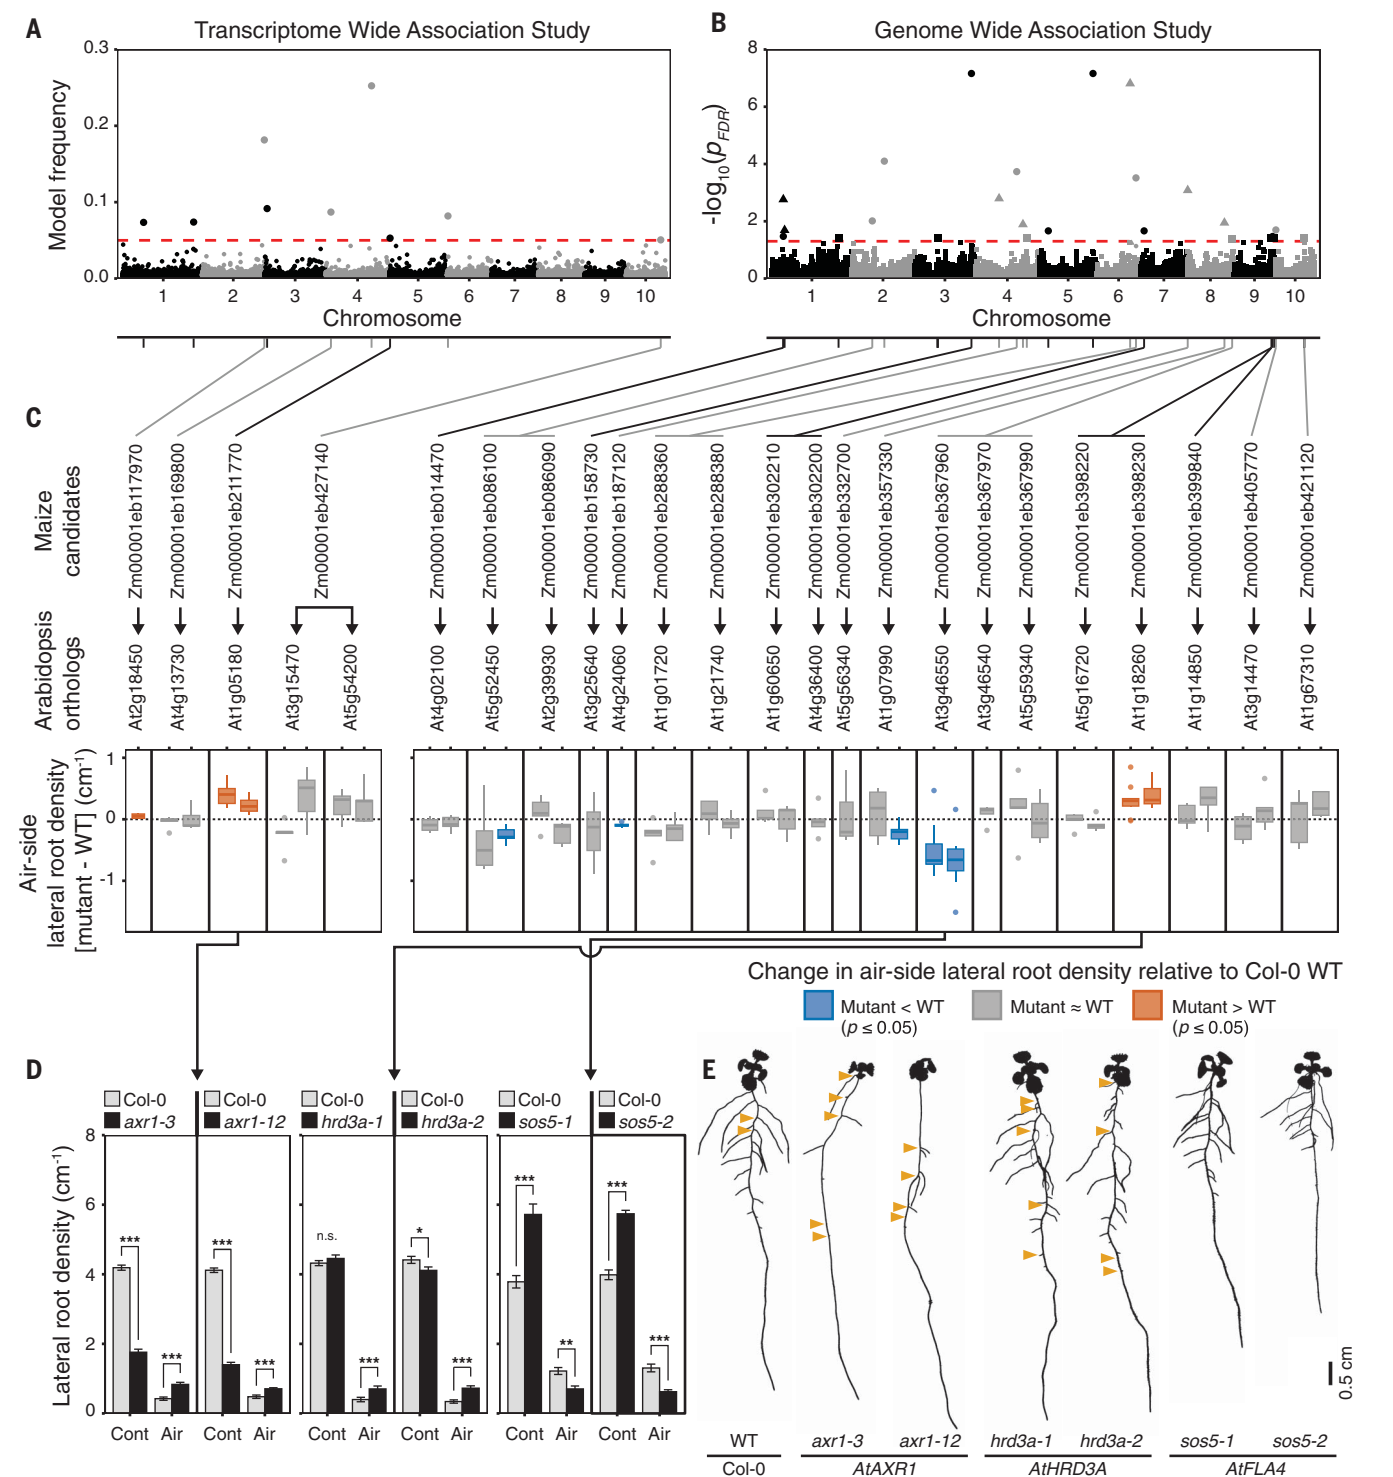 A
Transcriptome Wide Association Study
Model frequency
0.3
0.2
0.1
0.0
1 2 3 4 5 6 7 8 9 10
Chromosome
B
Genome Wide Association Study
-log10(pFDR)
8
6
4
2
0
1 2 3 4 5 6 7 8 9 10
Chromosome
C
Maize
candidates
Zm00001eb117970
Zm00001eb169800
Zm00001eb211770
Zm00001eb427140
Zm00001eb014470
Zm00001eb086100
Zm00001eb086090
Zm00001eb158730
Zm00001eb187120
Zm00001eb288360
Zm00001eb288380
Zm00001eb302210
Zm00001eb302200
Zm00001eb332700
Zm00001eb357330
Zm00001eb367960
Zm00001eb367970
Zm00001eb367990
Zm00001eb398220
Zm00001eb398230
Zm00001eb399840
Zm00001eb405770
Zm00001eb421120
Arabidopsis
orthologs
At2g18450
At4g13730
At1g05180
At3g15470
At5g54200
At4g02100
At5g52450
At2g39930
At3g25640
At4g24060
At1g01720
At1g21740
At1g60650
At4g36400
At5g56340
At1g07990
At3g46550
At3g46540
At5g59340
At5g16720
At1g18260
At1g14850
At3g14470
At1g67310
Air-side
lateral root density
[mutant - WT] (cm-1)
1
0
-1
Change in air-side lateral root density relative to Col-0 WT
Mutant < WT
(p ≤ 0.05)
Mutant ≈ WT
Mutant > WT
(p ≤ 0.05)
D
Col-0
axr1-3
Col-0
axr1-12
Col-0
hrd3a-1
Col-0
hrd3a-2
Col-0
sos5-1
Col-0
sos5-2
Lateral root density (cm-1)
8
6
4
2
0
*** *** *** ***
n.s. *** * ***
*** ** *** ***
Cont Air Cont Air Cont Air Cont Air Cont Air Cont Air
E
0.5 cm
WT axr1-3 axr1-12 hrd3a-1 hrd3a-2 sos5-1 sos5-2
Col-0 AtAXR1 AtHRD3A AtFLA4